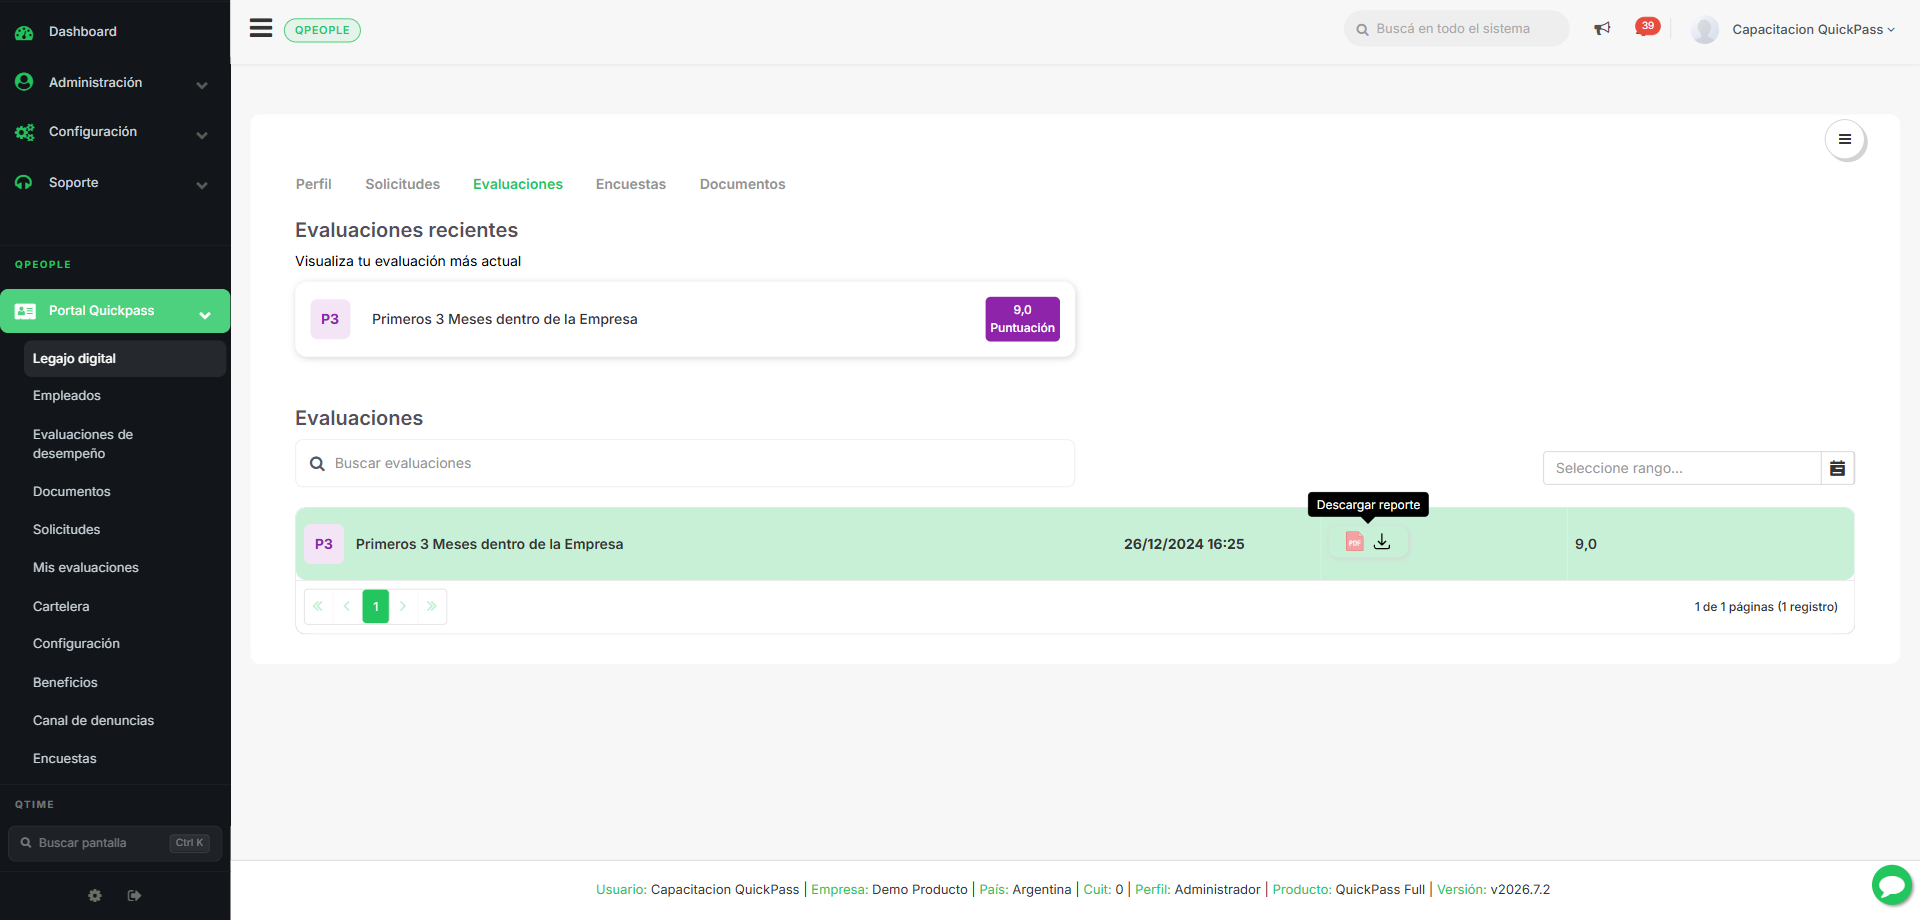 Dashboard
Administración
Configuración
Soporte
QPEOPLE
Portal Quickpass
Legajo digital
Empleados
Evaluaciones de
desempeño
Documentos
Solicitudes
Mis evaluaciones
Cartelera
Configuración
Beneficios
Canal de denuncias
Encuestas
QTIME
Buscar pantalla Ctrl K
QPEOPLE
Buscá en todo el sistema
39
Capacitacion QuickPass
Perfil Solicitudes Evaluaciones Encuestas Documentos
Evaluaciones recientes
Visualiza tu evaluación más actual
P3 Primeros 3 Meses dentro de la Empresa
9,0
Puntuación
Evaluaciones
Buscar evaluaciones
Seleccione rango...
Descargar reporte
P3 Primeros 3 Meses dentro de la Empresa 26/12/2024 16:25 PDF 9,0
« ‹ 1 › »
1 de 1 páginas (1 registro)
Usuario: Capacitacion QuickPass | Empresa: Demo Producto | País: Argentina | Cuit: 0 | Perfil: Administrador | Producto: QuickPass Full | Versión: v2026.7.2